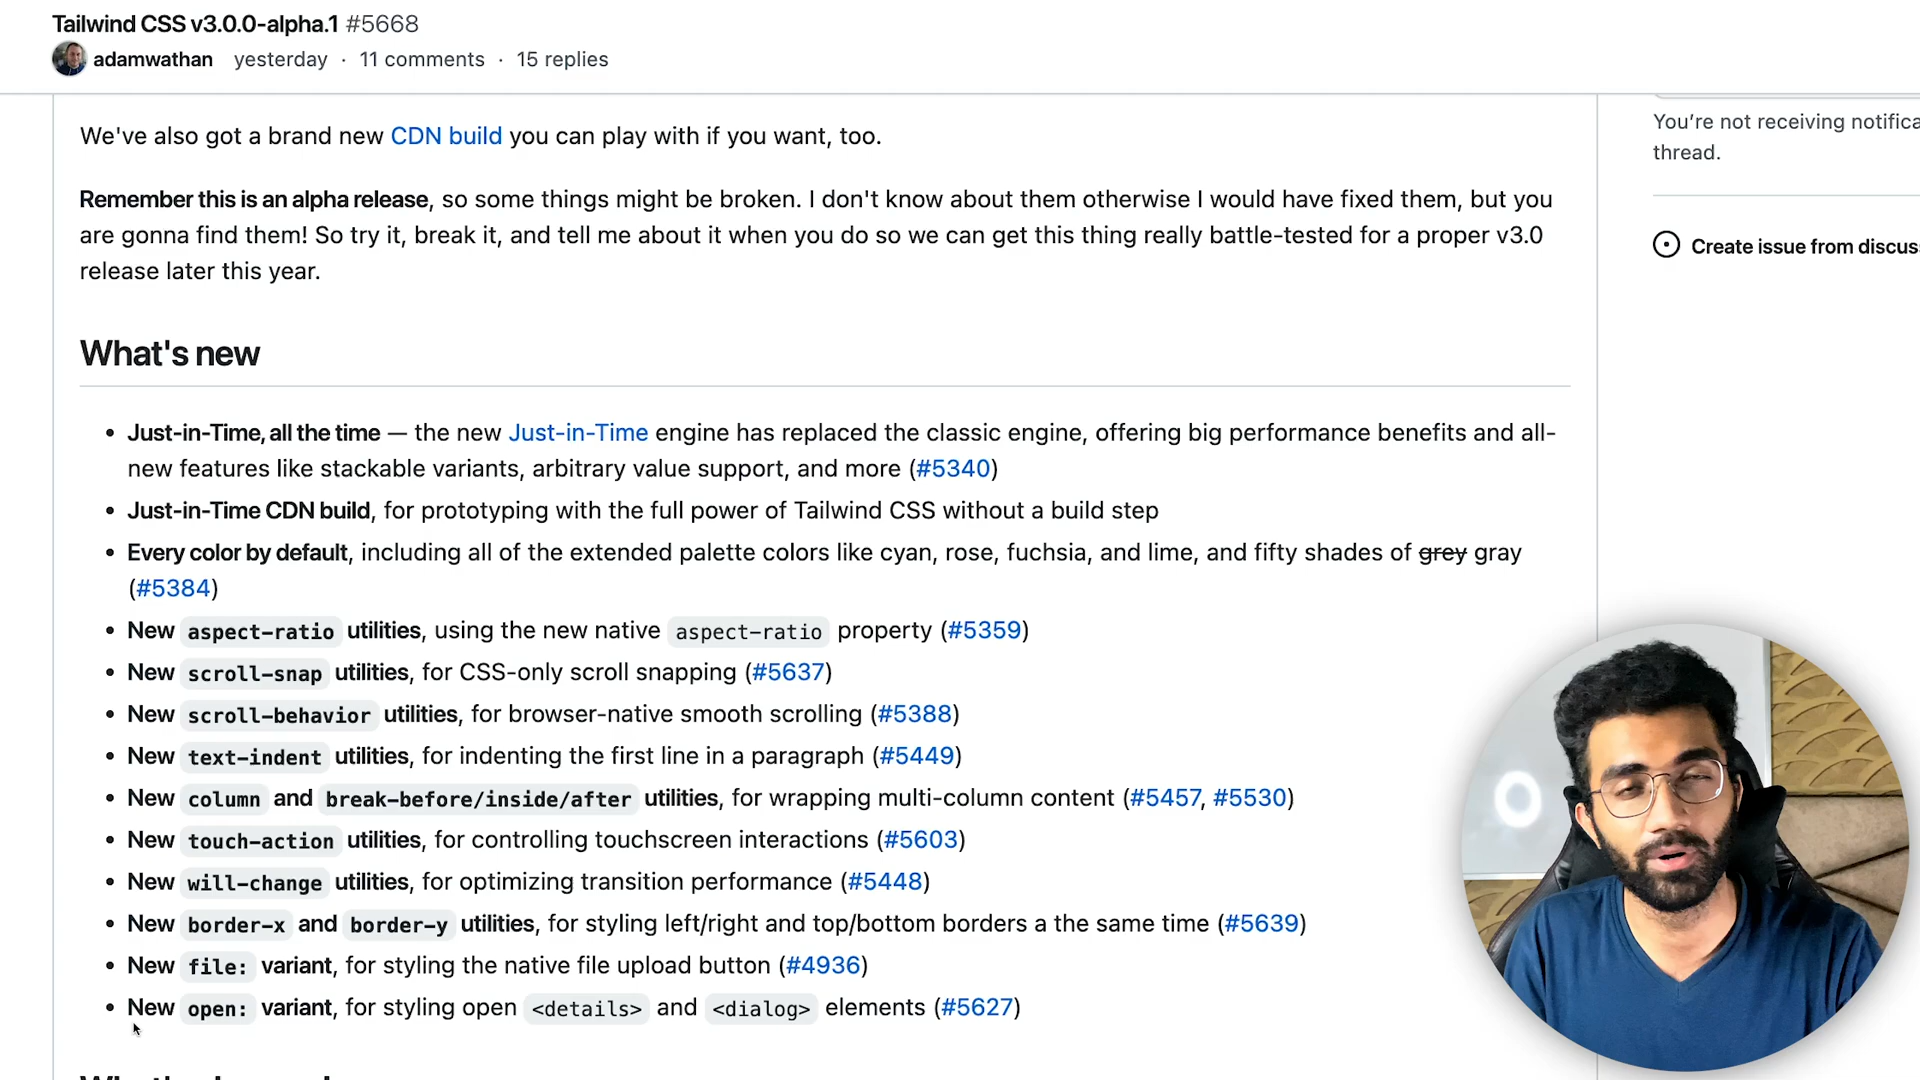 Tailwind CSS v3.0.0-alpha.1 #5668
adamwathan yesterday · 11 comments · 15 replies
We've also got a brand new CDN build you can play with if you want, too.
Remember this is an alpha release, so some things might be broken. I don't know about them otherwise I would have fixed them, but you
are gonna find them! So try it, break it, and tell me about it when you do so we can get this thing really battle-tested for a proper v3.0
release later this year.
What's new
• Just-in-Time, all the time — the new Just-in-Time engine has replaced the classic engine, offering big performance benefits and all-
new features like stackable variants, arbitrary value support, and more (#5340)
• Just-in-Time CDN build, for prototyping with the full power of Tailwind CSS without a build step
• Every color by default, including all of the extended palette colors like cyan, rose, fuchsia, and lime, and fifty shades of grey gray
(#5384)
• New aspect-ratio utilities, using the new native aspect-ratio property (#5359)
• New scroll-snap utilities, for CSS-only scroll snapping (#5637)
• New scroll-behavior utilities, for browser-native smooth scrolling (#5388)
• New text-indent utilities, for indenting the first line in a paragraph (#5449)
• New column and break-before/inside/after utilities, for wrapping multi-column content (#5457, #5530)
• New touch-action utilities, for controlling touchscreen interactions (#5603)
• New will-change utilities, for optimizing transition performance (#5448)
• New border-x and border-y utilities, for styling left/right and top/bottom borders a the same time (#5639)
• New file: variant, for styling the native file upload button (#4936)
• New open: variant, for styling open <details> and <dialog> elements (#5627)
You're not receiving notifica
thread.
Create issue from discus